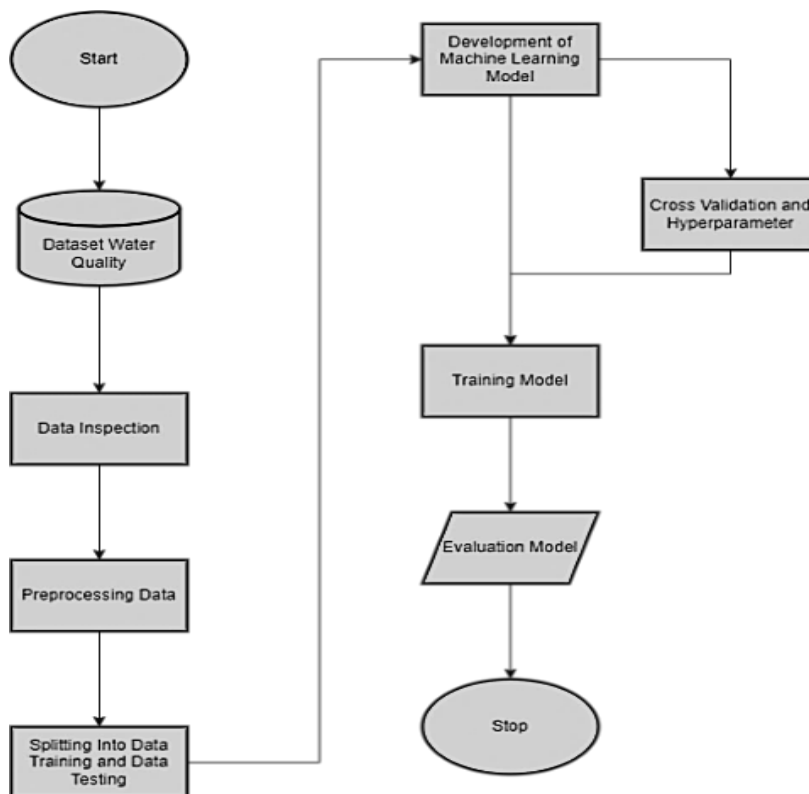 Start
Dataset Water
Quality
Data Inspection
Preprocessing Data
Splitting Into Data
Training and Data
Testing
Development of
Machine Learning
Model
Cross Validation and
Hyperparameter
Training Model
Evaluation Model
Stop